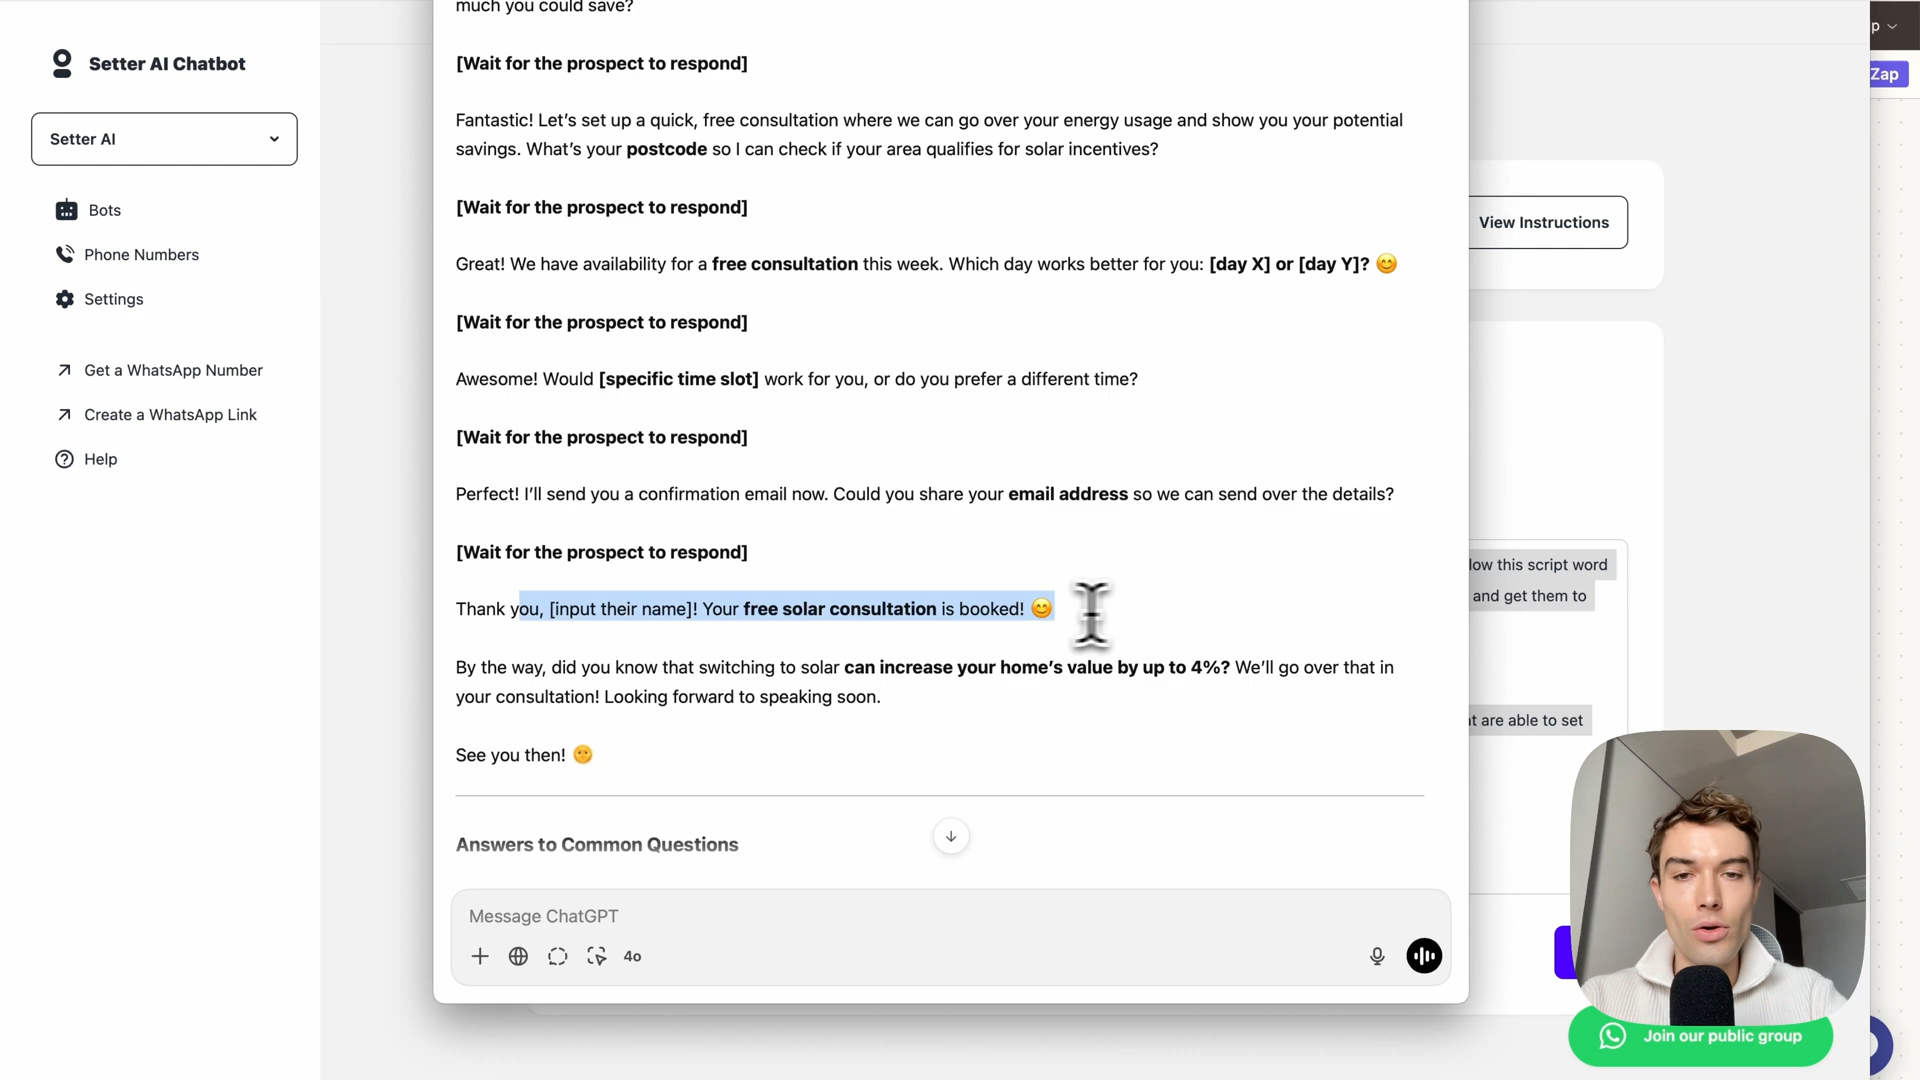 Setter AI Chatbot
Setter AI
Bots
Phone Numbers
Settings
Get a WhatsApp Number
Create a WhatsApp Link
Help
much you could save?
[Wait for the prospect to respond]
Fantastic! Let’s set up a quick, free consultation where we can go over your energy usage and show you your potential
savings. What’s your postcode so I can check if your area qualifies for solar incentives?
[Wait for the prospect to respond]
Great! We have availability for a free consultation this week. Which day works better for you: [day X] or [day Y]? 😊
[Wait for the prospect to respond]
Awesome! Would [specific time slot] work for you, or do you prefer a different time?
[Wait for the prospect to respond]
Perfect! I’ll send you a confirmation email now. Could you share your email address so we can send over the details?
[Wait for the prospect to respond]
Thank you, [input their name]! Your free solar consultation is booked! 😊
By the way, did you know that switching to solar can increase your home’s value by up to 4%? We’ll go over that in
your consultation! Looking forward to speaking soon.
See you then! 🌞
Answers to Common Questions
Message ChatGPT
4o
p
Zap
View Instructions
low this script word
and get them to
t are able to set
Join our public group